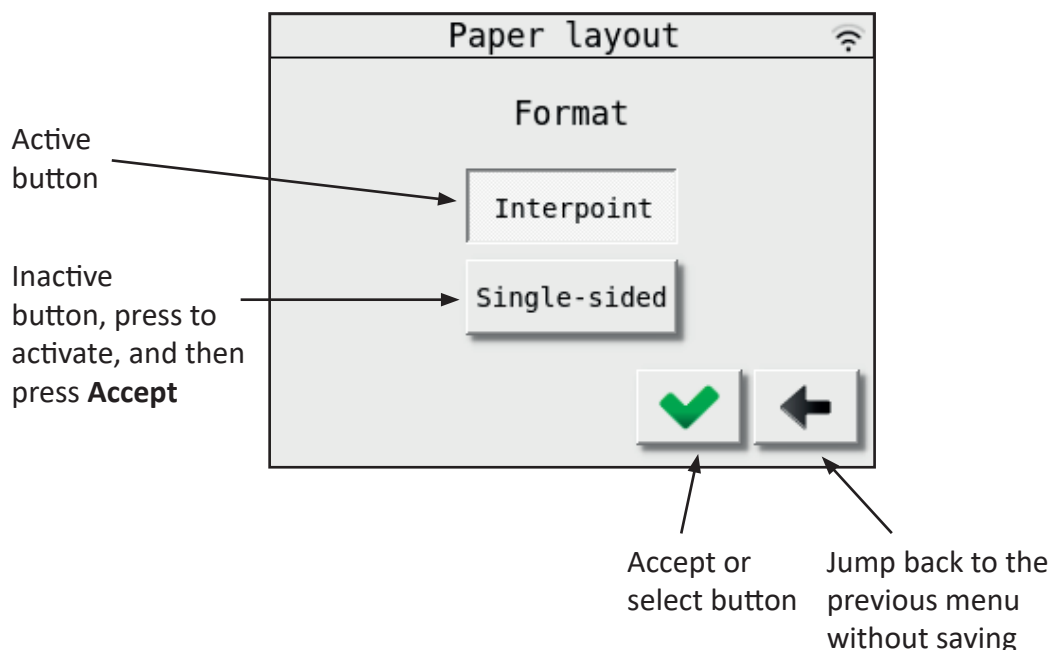 Paper layout
Format
Active
button
Interpoint
Inactive
button, press to
activate, and then
press Accept
Single-sided
Accept or
select button
Jump back to the
previous menu
without saving